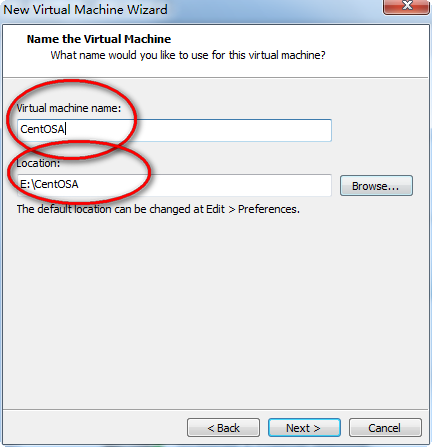 New Virtual Machine Wizard
Name the Virtual Machine
What name would you like to use for this virtual machine?
Virtual machine name:
CentOSA
Location:
E:\CentOSA
Browse...
The default location can be changed at Edit > Preferences.
< Back
Next >
Cancel